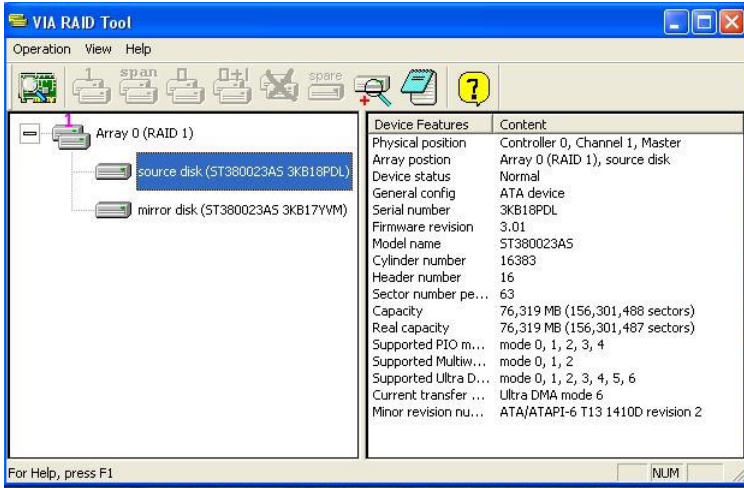 VIA RAID Tool
Operation View Help
1 span 0 0+1 spare ?
1
Array 0 (RAID 1)
source disk (ST380023AS 3KB18PDL)
mirror disk (ST380023AS 3KB17YVM)
Device Features Content
Physical position Controller 0, Channel 1, Master
Array postion Array 0 (RAID 1), source disk
Device status Normal
General config ATA device
Serial number 3KB18PDL
Firmware revision 3.01
Model name ST380023AS
Cylinder number 16383
Header number 16
Sector number pe... 63
Capacity 76,319 MB (156,301,488 sectors)
Real capacity 76,319 MB (156,301,487 sectors)
Supported PIO m... mode 0, 1, 2, 3, 4
Supported Multiw... mode 0, 1, 2
Supported Ultra D... mode 0, 1, 2, 3, 4, 5, 6
Current transfer ... Ultra DMA mode 6
Minor revision nu... ATA/ATAPI-6 T13 1410D revision 2
For Help, press F1 NUM